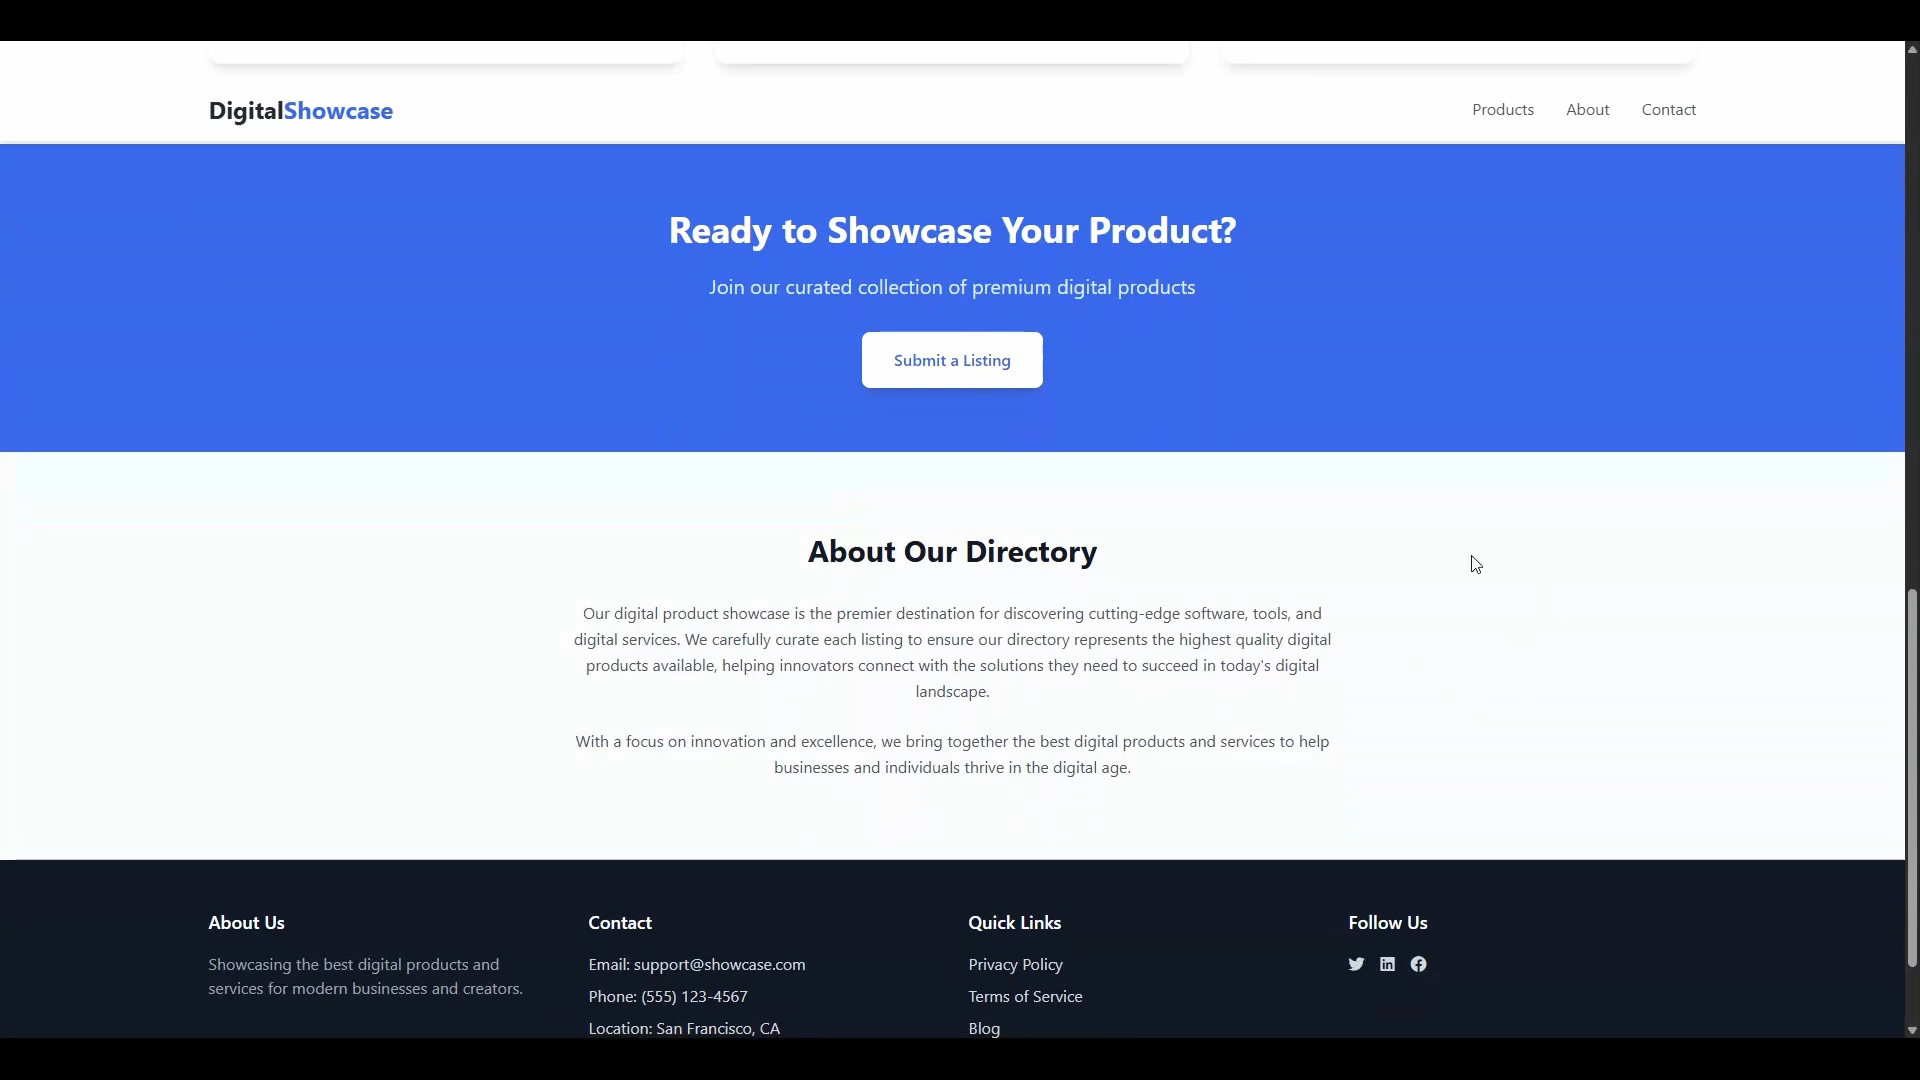 DigitalShowcase
Products About Contact
Ready to Showcase Your Product?
Join our curated collection of premium digital products
Submit a Listing
About Our Directory
Our digital product showcase is the premier destination for discovering cutting-edge software, tools, and
digital services. We carefully curate each listing to ensure our directory represents the highest quality digital
products available, helping innovators connect with the solutions they need to succeed in today's digital
landscape.
With a focus on innovation and excellence, we bring together the best digital products and services to help
businesses and individuals thrive in the digital age.
About Us
Showcasing the best digital products and
services for modern businesses and creators.
Contact
Email: support@showcase.com
Phone: (555) 123-4567
Location: San Francisco, CA
Quick Links
Privacy Policy
Terms of Service
Blog
Follow Us